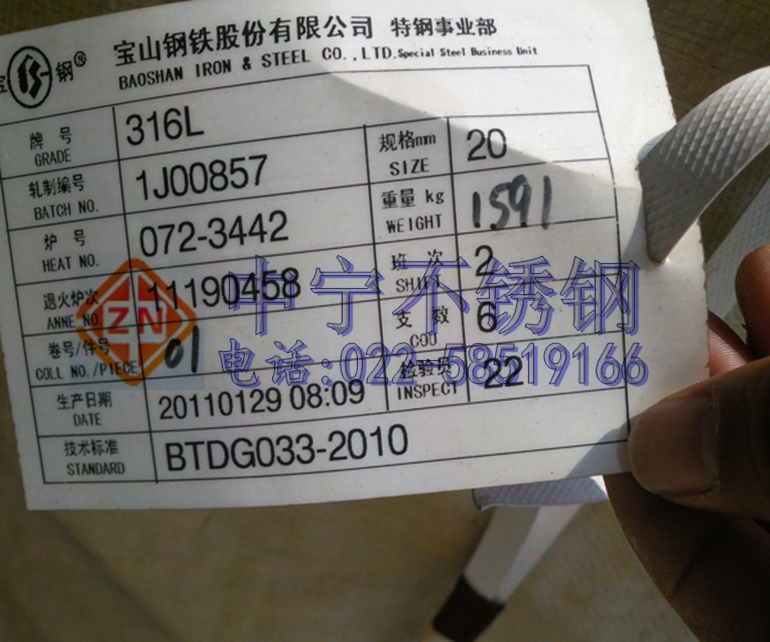 宝钢®
宝山钢铁股份有限公司 特钢事业部
BAOSHAN IRON & STEEL CO.,LTD. Special Steel Business Unit
牌 号 316L 规格mm 20
GRADE SIZE
轧制编号 1J00857 重量 kg 1591
BATCH NO. WEIGHT
炉 号 072-3442 班 次 2
HEAT NO. SHIFT
退火炉次 11190458 支 数 6
ANNE NO. COU
卷号/件号 01 检验员 22
COLL NO./PIECE INSPECT
生产日期 20110129 08:09
DATE
技术标准 BTDG033-2010
STANDARD
ZN
中宁不锈钢
电话:022-58519166